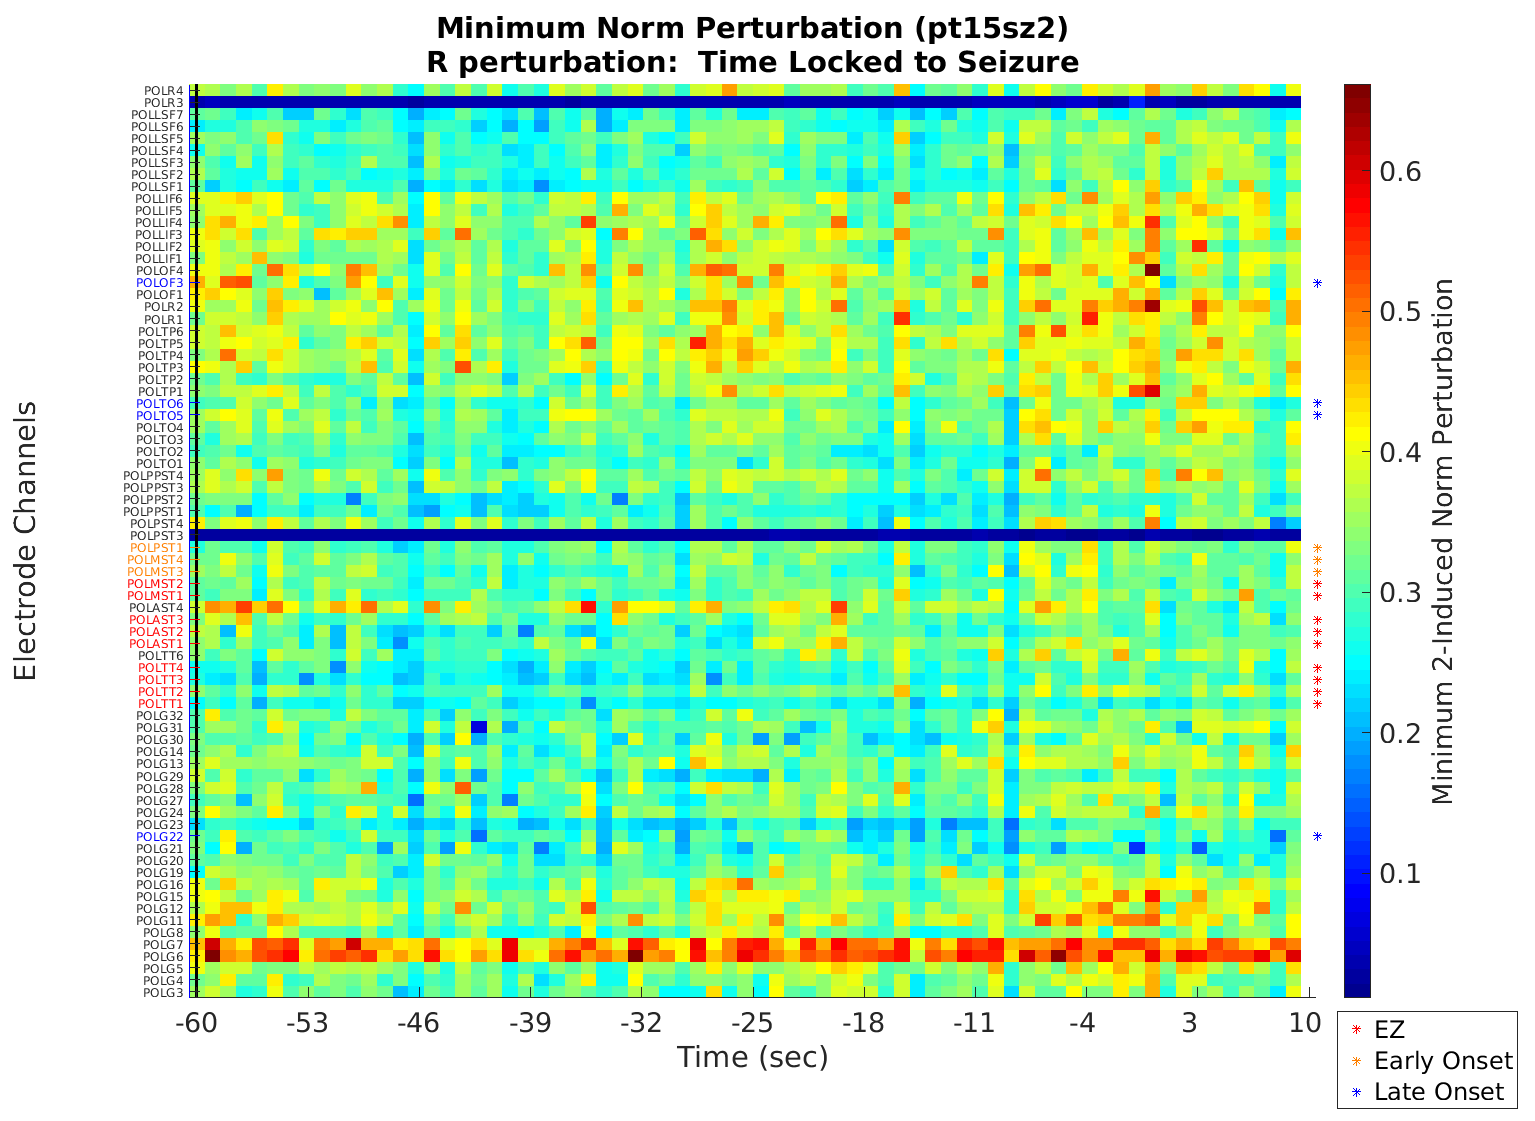 Minimum Norm Perturbation (pt15sz2)
R perturbation:  Time Locked to Seizure
Electrode Channels
POLR4
POLR3
POLLSF7
POLLSF6
POLLSF5
POLLSF4
POLLSF3
POLLSF2
POLLSF1
POLLIF6
POLLIF5
POLLIF4
POLLIF3
POLLIF2
POLLIF1
POLOF4
POLOF3
POLOF1
POLR2
POLR1
POLTP6
POLTP5
POLTP4
POLTP3
POLTP2
POLTP1
POLTO6
POLTO5
POLTO4
POLTO3
POLTO2
POLTO1
POLPPST4
POLPPST3
POLPPST2
POLPPST1
POLPST4
POLPST3
POLPST1
POLMST4
POLMST3
POLMST2
POLMST1
POLAST4
POLAST3
POLAST2
POLAST1
POLTT6
POLTT4
POLTT3
POLTT2
POLTT1
POLG32
POLG31
POLG30
POLG14
POLG13
POLG29
POLG28
POLG27
POLG24
POLG23
POLG22
POLG21
POLG20
POLG19
POLG16
POLG15
POLG12
POLG11
POLG8
POLG7
POLG6
POLG5
POLG4
POLG3
-60 -53 -46 -39 -32 -25 -18 -11 -4 3 10
Time (sec)
0.6
0.5
0.4
0.3
0.2
0.1
Minimum 2-Induced Norm Perturbation
EZ
Early Onset
Late Onset